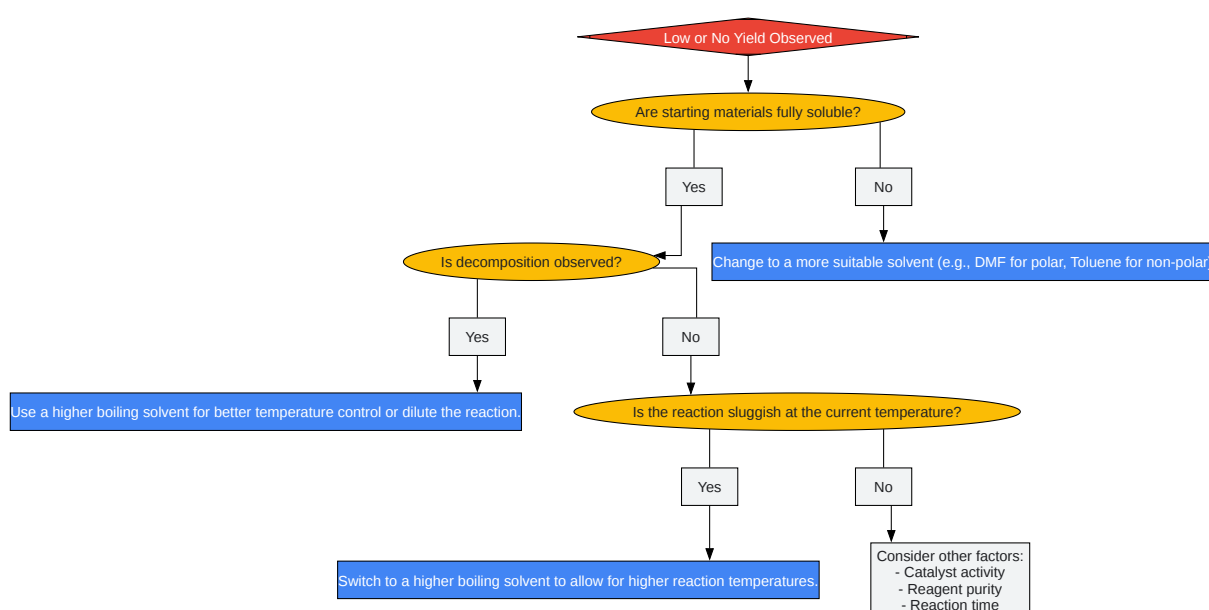 Low or No Yield Observed
Are starting materials fully soluble?
Yes
No
Is decomposition observed?
Change to a more suitable solvent (e.g., DMF for polar, Toluene for non-polar)
Yes
No
Use a higher boiling solvent for better temperature control or dilute the reaction.
Is the reaction sluggish at the current temperature?
Yes
No
Switch to a higher boiling solvent to allow for higher reaction temperatures.
Consider other factors:
- Catalyst activity
- Reagent purity
- Reaction time